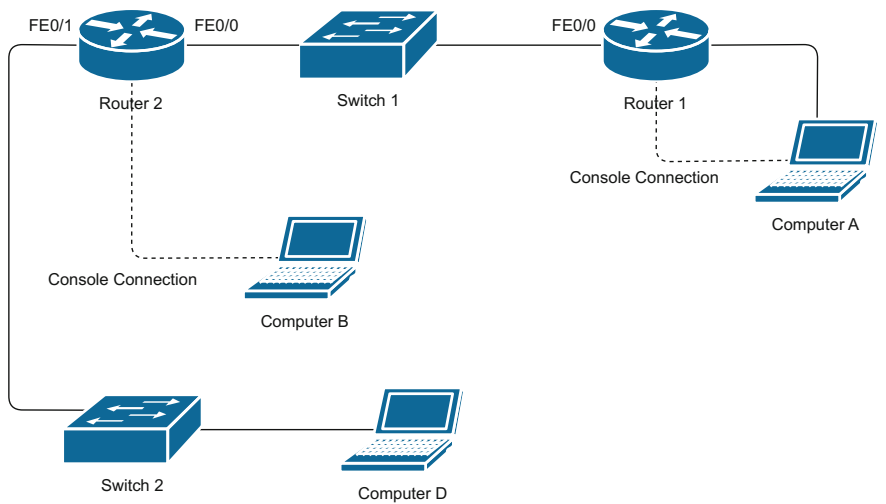 FE0/1
FE0/0
FE0/0
Router 2
Switch 1
Router 1
Console Connection
Computer A
Console Connection
Computer B
Switch 2
Computer D